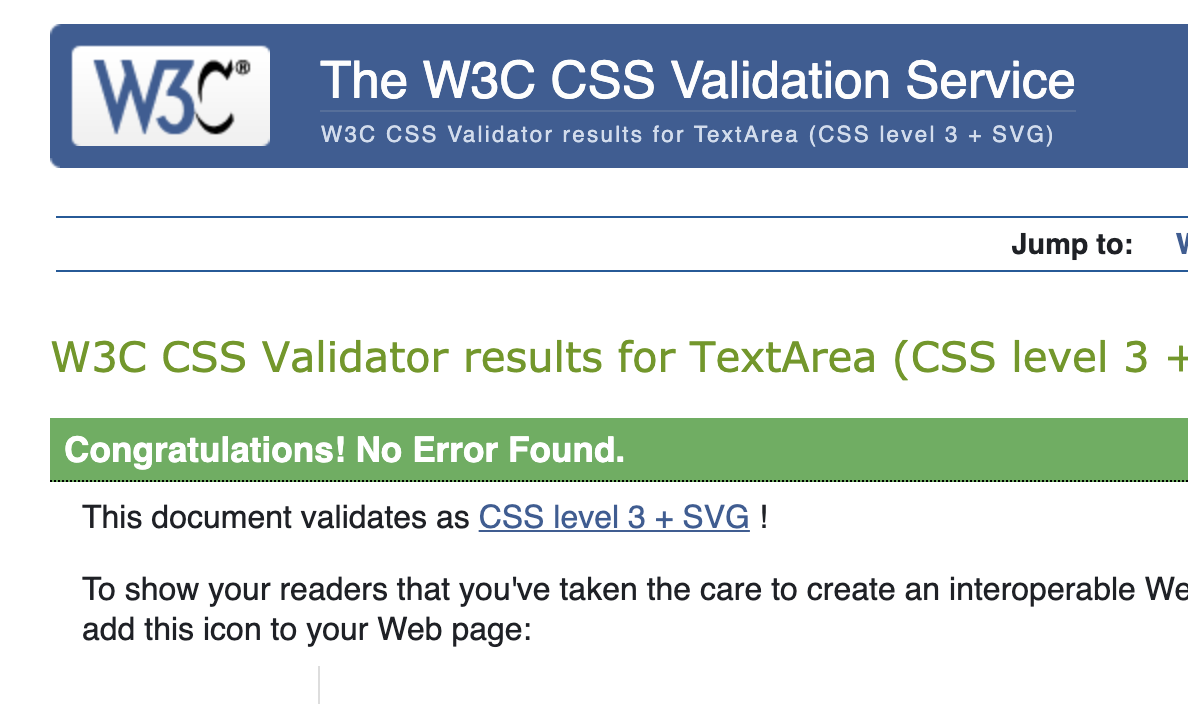 W3C®
The W3C CSS Validation Service
W3C CSS Validator results for TextArea (CSS level 3 + SVG)
Jump to:
W3C CSS Validator results for TextArea (CSS level 3 +
Congratulations! No Error Found.
This document validates as CSS level 3 + SVG !
To show your readers that you've taken the care to create an interoperable We
add this icon to your Web page: